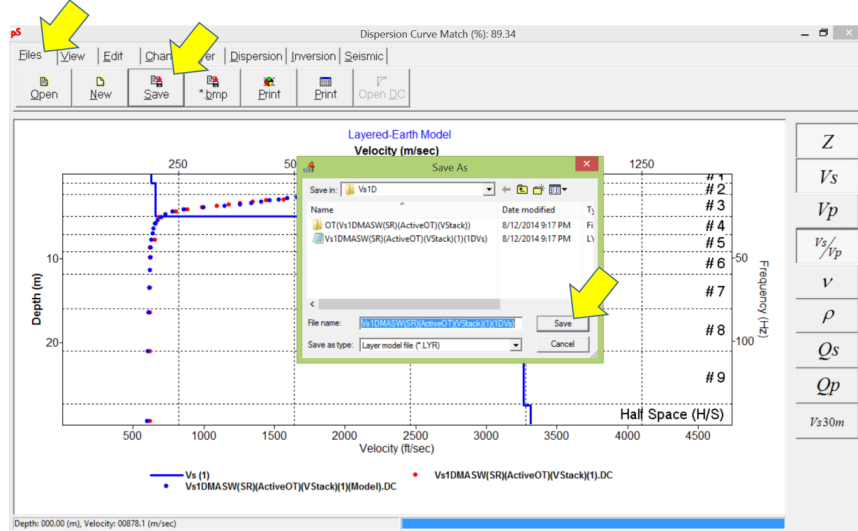 pS
Dispersion Curve Match (%): 89.34
Files View Edit Dispersion Inversion Seismic
Open New Save *.bmp Print Print Open DC
Layered-Earth Model
Velocity (m/sec)
250 50 1250
Save As
Save in: Vs1D
Name Date modified
OT(Vs1DMASW(SR)(ActiveOT)(VStack)) 8/12/2014 9:17 PM Fi
Vs1DMASW(SR)(ActiveOT)(VStack)(1)(1DVs) 8/12/2014 9:17 PM LY
File name: Vs1DMASW(SR)(ActiveOT)(VStack)(1)(1DVs) Save
Save as type: Layer model file (*.LYR) Cancel
Depth (m)
10
20
#1
#2
#3
#4
#5
#6
#7
#8
#9
Half Space (H/S)
50
100
Frequency (Hz)
500 1000 1500 2000 2500 3000 3500 4000 4500
Velocity (ft/sec)
Vs (1) Vs1DMASW(SR)(ActiveOT)(VStack)(1).DC
Vs1DMASW(SR)(ActiveOT)(VStack)(1)(Model).DC
Z
Vs
Vp
Vs/Vp
ν
ρ
Qs
Qp
Vs30m
Depth: 000.00 (m), Velocity: 00878.1 (m/sec)